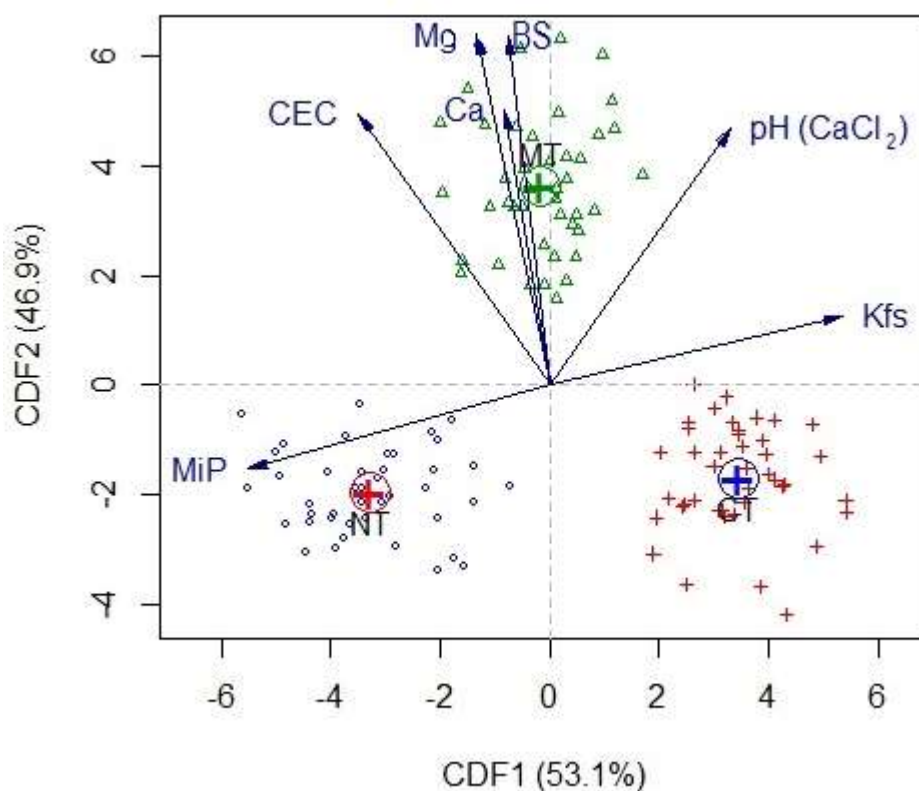 Mg
BS
6
CEC
Ca
pH (CaCl₂)
MT
4
CDF2 (46.9%)
2
Kfs
0
MiP
-2
NT
CT
-4
-6 -4 -2 0 2 4 6
CDF1 (53.1%)